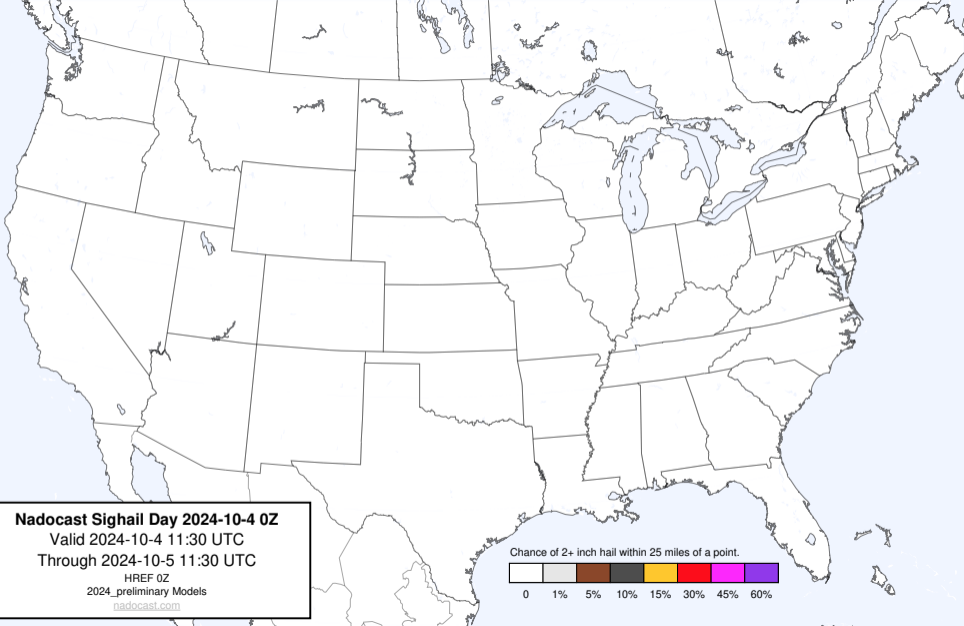 Nadocast Sighail Day 2024-10-4 0Z
Valid 2024-10-4 11:30 UTC
Through 2024-10-5 11:30 UTC
HREF 0Z
2024_preliminary Models
nadocast.com
Chance of 2+ inch hail within 25 miles of a point.
0 1% 5% 10% 15% 30% 45% 60%